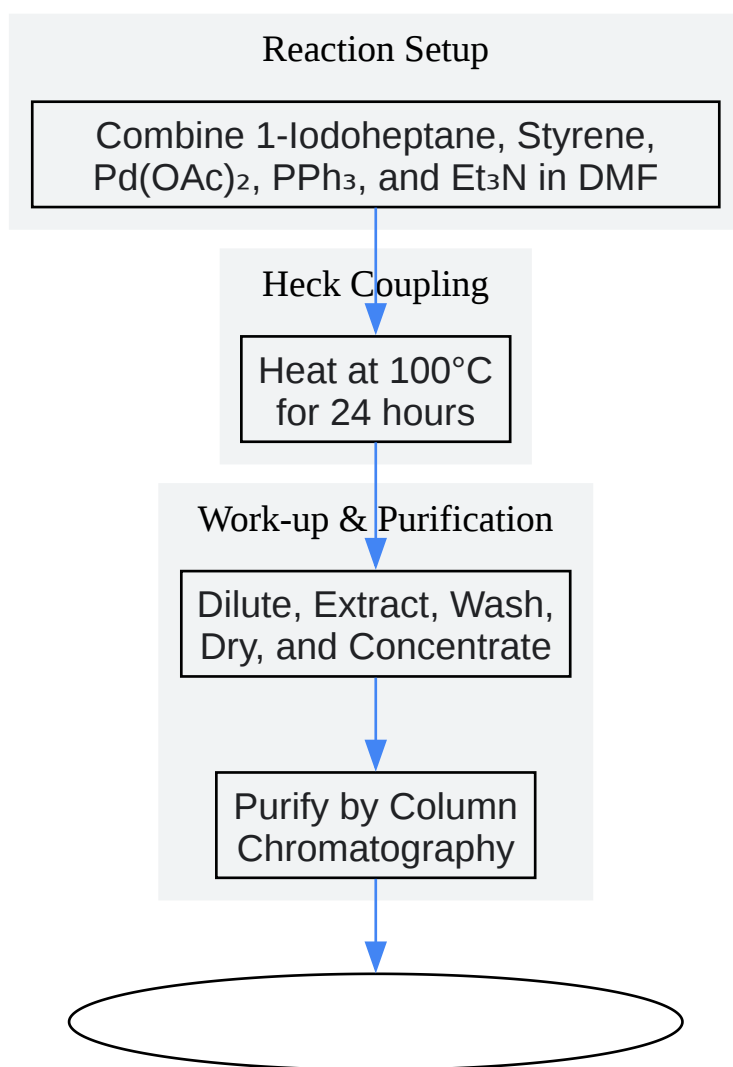 Reaction Setup
Combine 1-Iodoheptane, Styrene,
Pd(OAc)₂, PPh₃, and Et₃N in DMF
Heck Coupling
Heat at 100°C
for 24 hours
Work-up & Purification
Dilute, Extract, Wash,
Dry, and Concentrate
Purify by Column
Chromatography